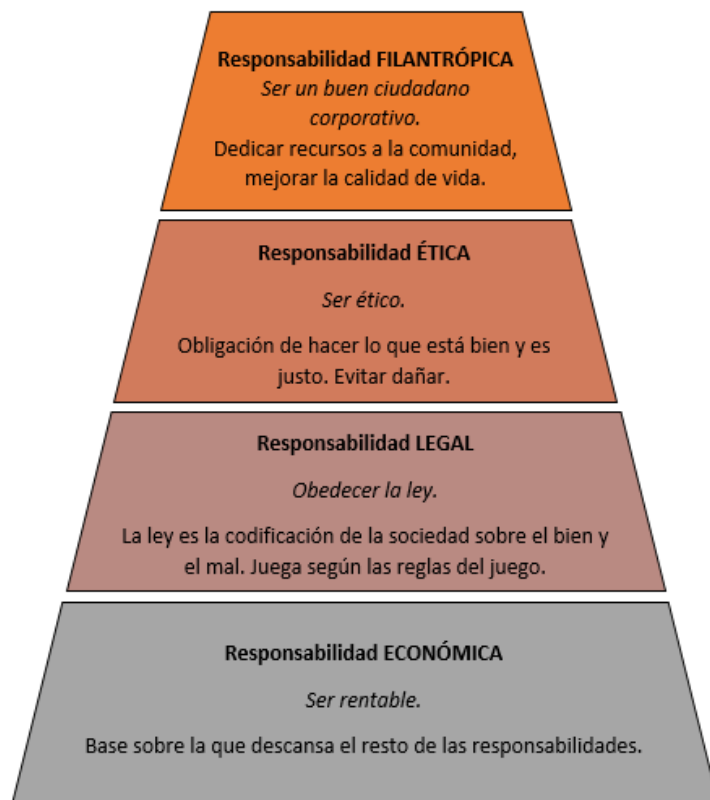 Responsabilidad FILANTRÓPICA
Ser un buen ciudadano
corporativo.
Dedicar recursos a la comunidad,
mejorar la calidad de vida.
Responsabilidad ÉTICA
Ser ético.
Obligación de hacer lo que está bien y es
justo. Evitar dañar.
Responsabilidad LEGAL
Obedecer la ley.
La ley es la codificación de la sociedad sobre el bien y
el mal. Juega según las reglas del juego.
Responsabilidad ECONÓMICA
Ser rentable.
Base sobre la que descansa el resto de las responsabilidades.